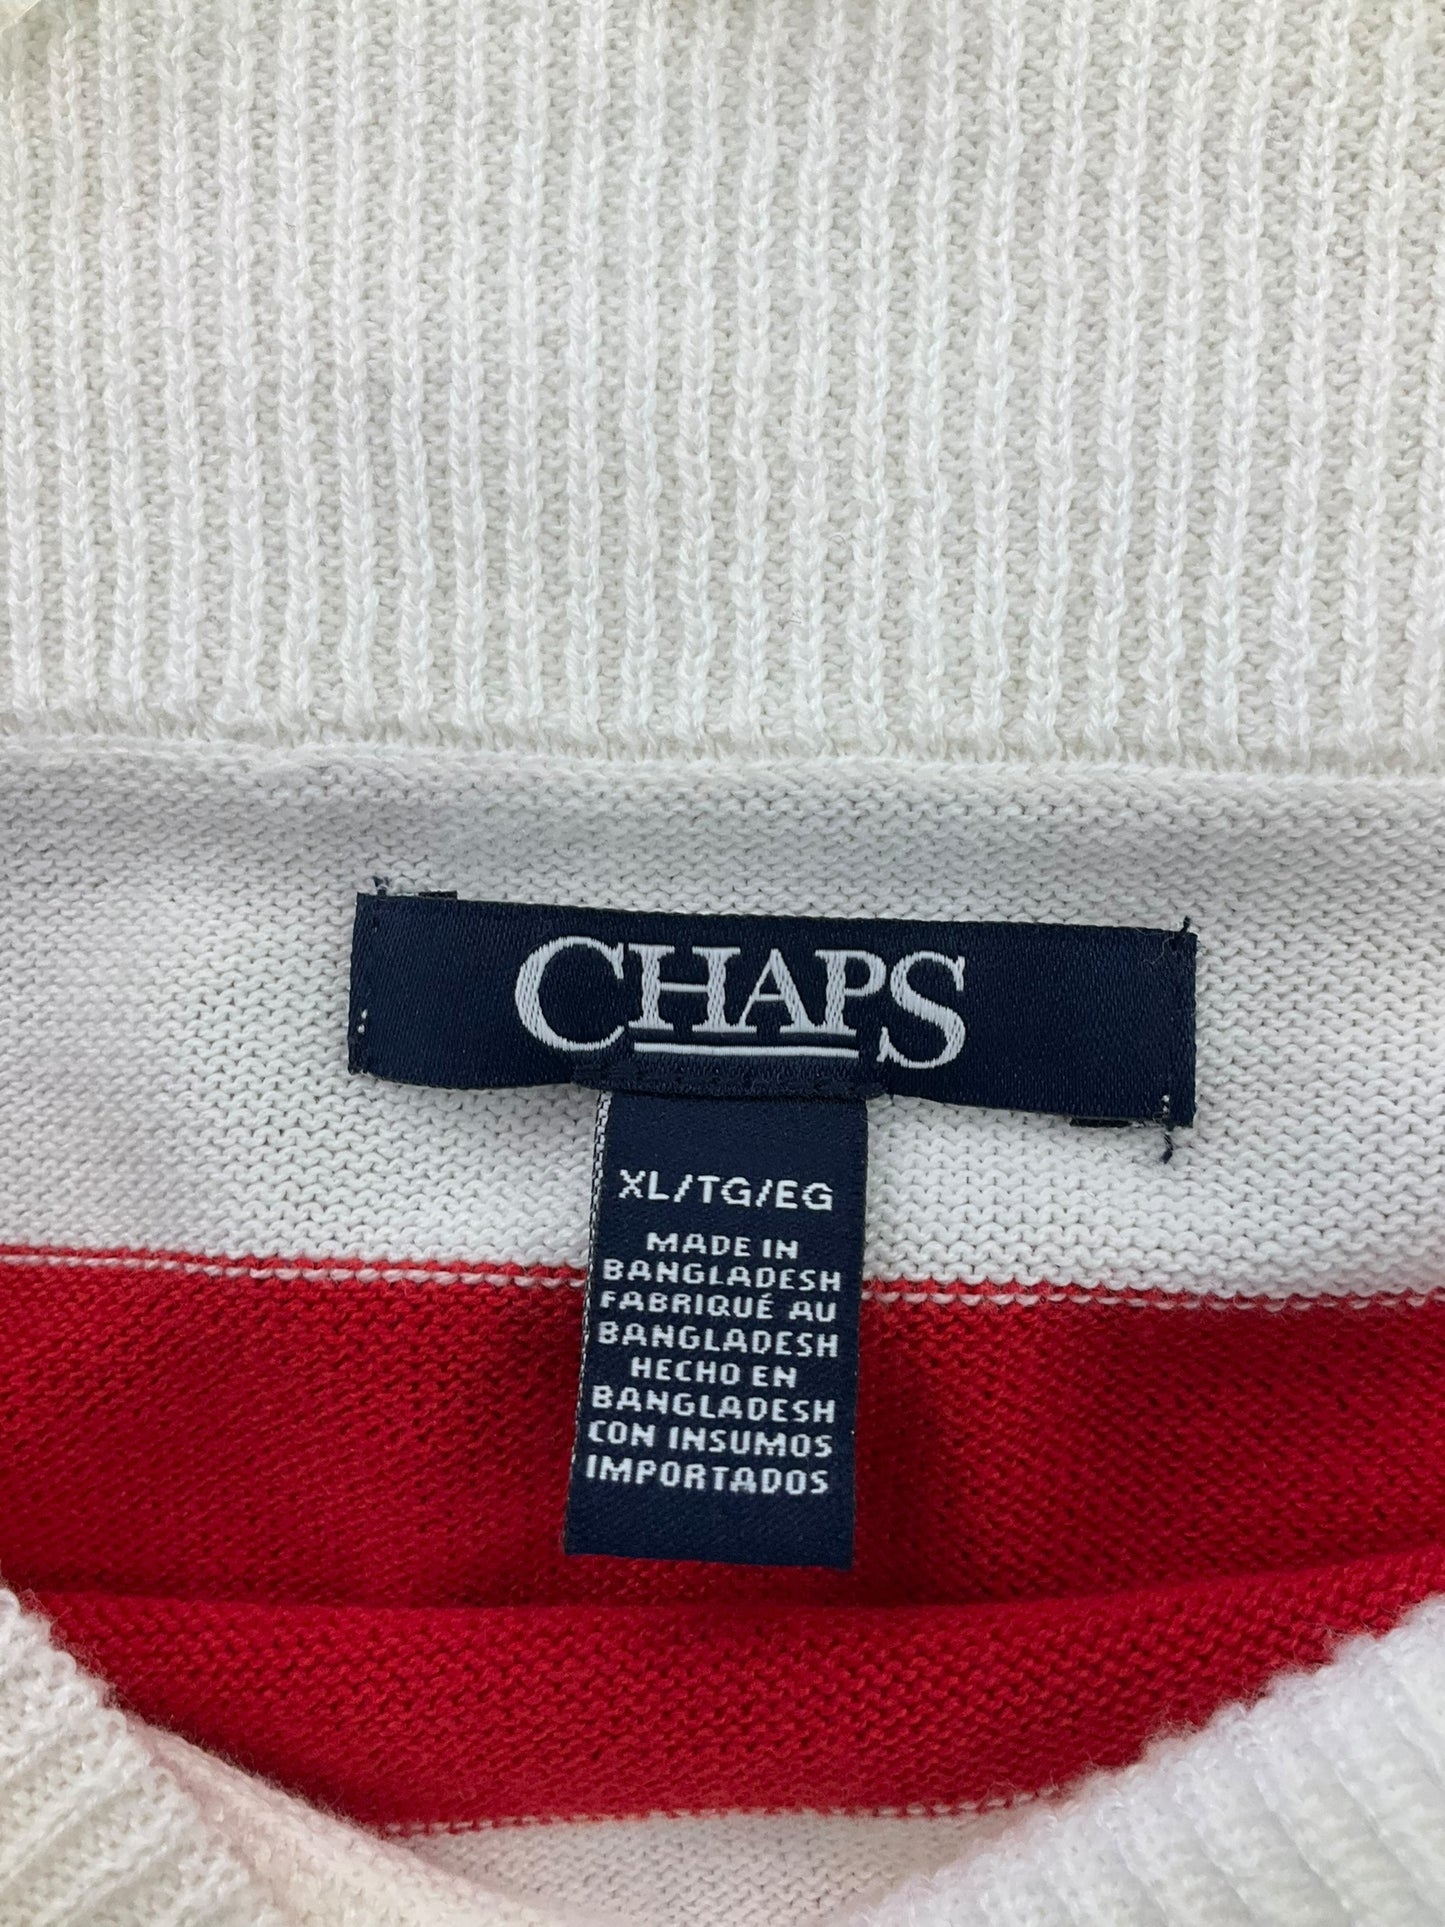 CHAPS
XL/TG/EG
MADE IN
BANGLADESH
FABRIQUÉ AU
BANGLADESH
HECHO EN
BANGLADESH
CON INSUMOS
IMPORTADOS